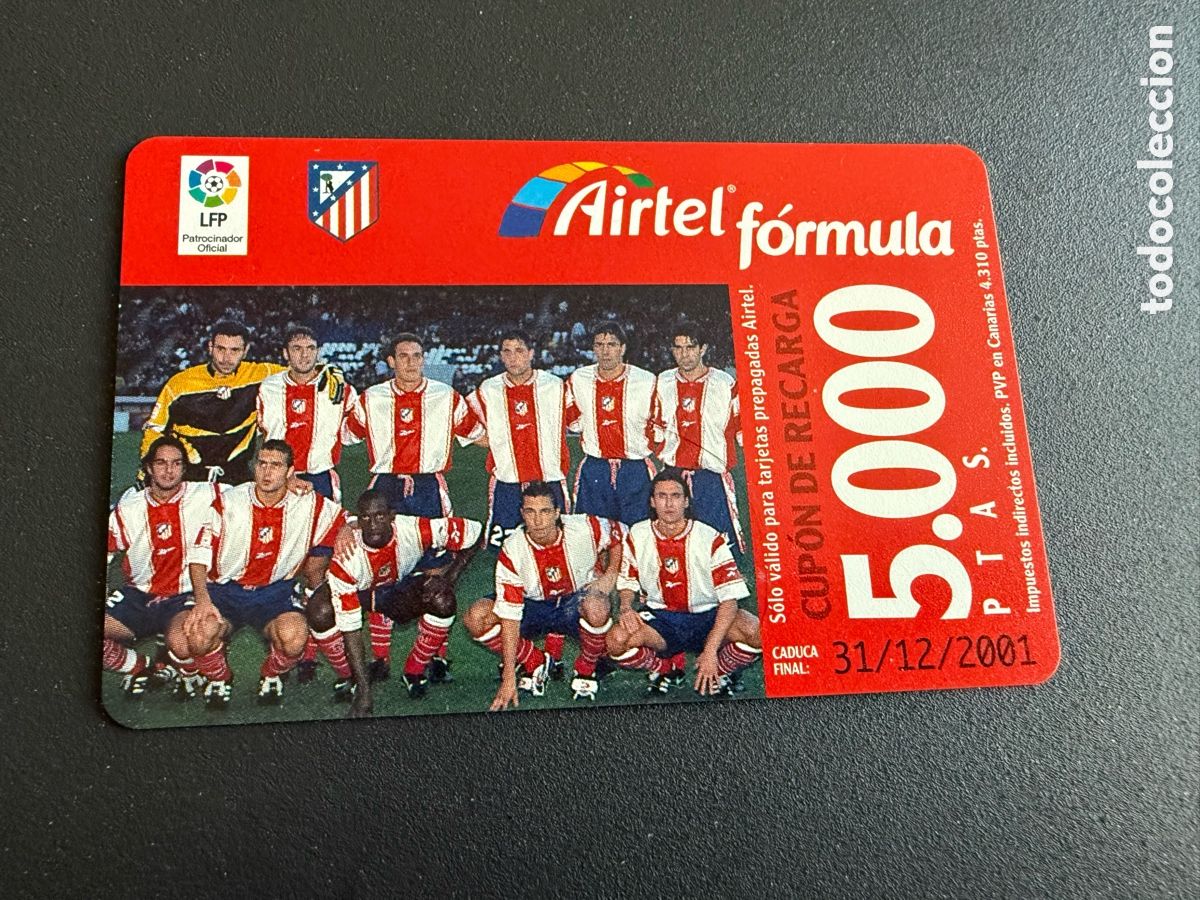 LFP
Patrocinador
Oficial
Airtel® fórmula
Sólo válido para tarjetas prepagadas Airtel.
CUPÓN DE RECARGA
5.000
PTAS.
Impuestos indirectos incluidos. PVP en Canarias 4.310 ptas.
CADUCA
FINAL: 31/12/2001
todocoleccion